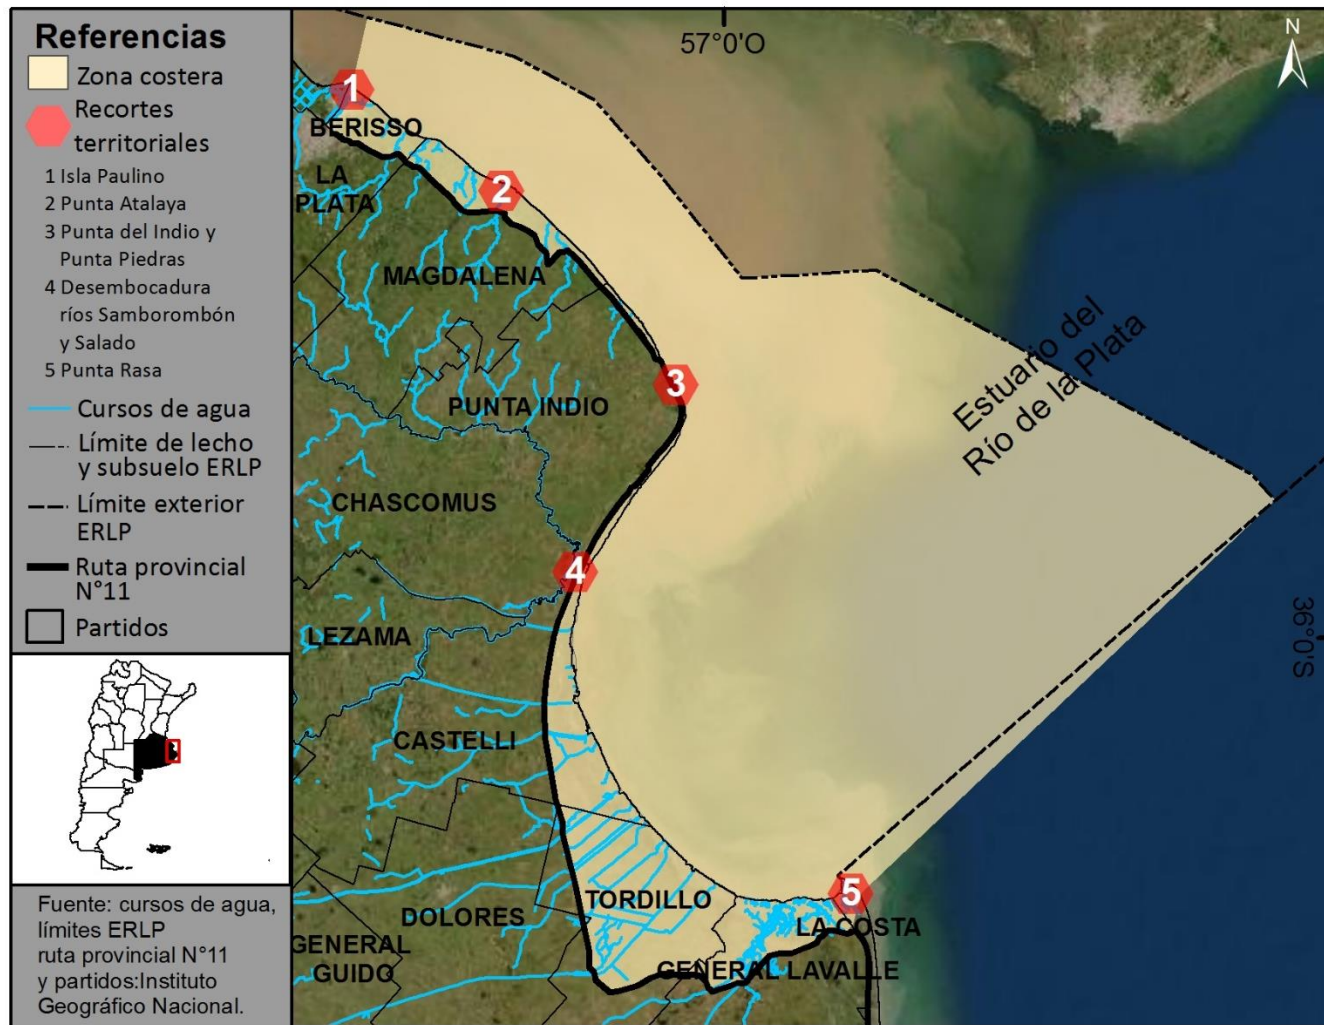 Referencias
Zona costera
Recortes
territoriales
1 Isla Paulino
2 Punta Atalaya
3 Punta del Indio y
Punta Piedras
4 Desembocadura
ríos Samborombón
y Salado
5 Punta Rasa
Cursos de agua
Límite de lecho
y subsuelo ERLP
Límite exterior
ERLP
Ruta provincial
N°11
Partidos
Fuente: cursos de agua,
límites ERLP
ruta provincial N°11
y partidos:Instituto
Geográfico Nacional.
57°0'O
N
1
BERISSO
LA
PLATA
2
MAGDALENA
3
PUNTA INDIO
Estuario del
Río de la Plata
CHASCOMUS
4
LEZAMA
36°0'S
CASTELLI
5
TORDILLO
DOLORES
LA COSTA
GENERAL
GUIDO
GENERAL LAVALLE